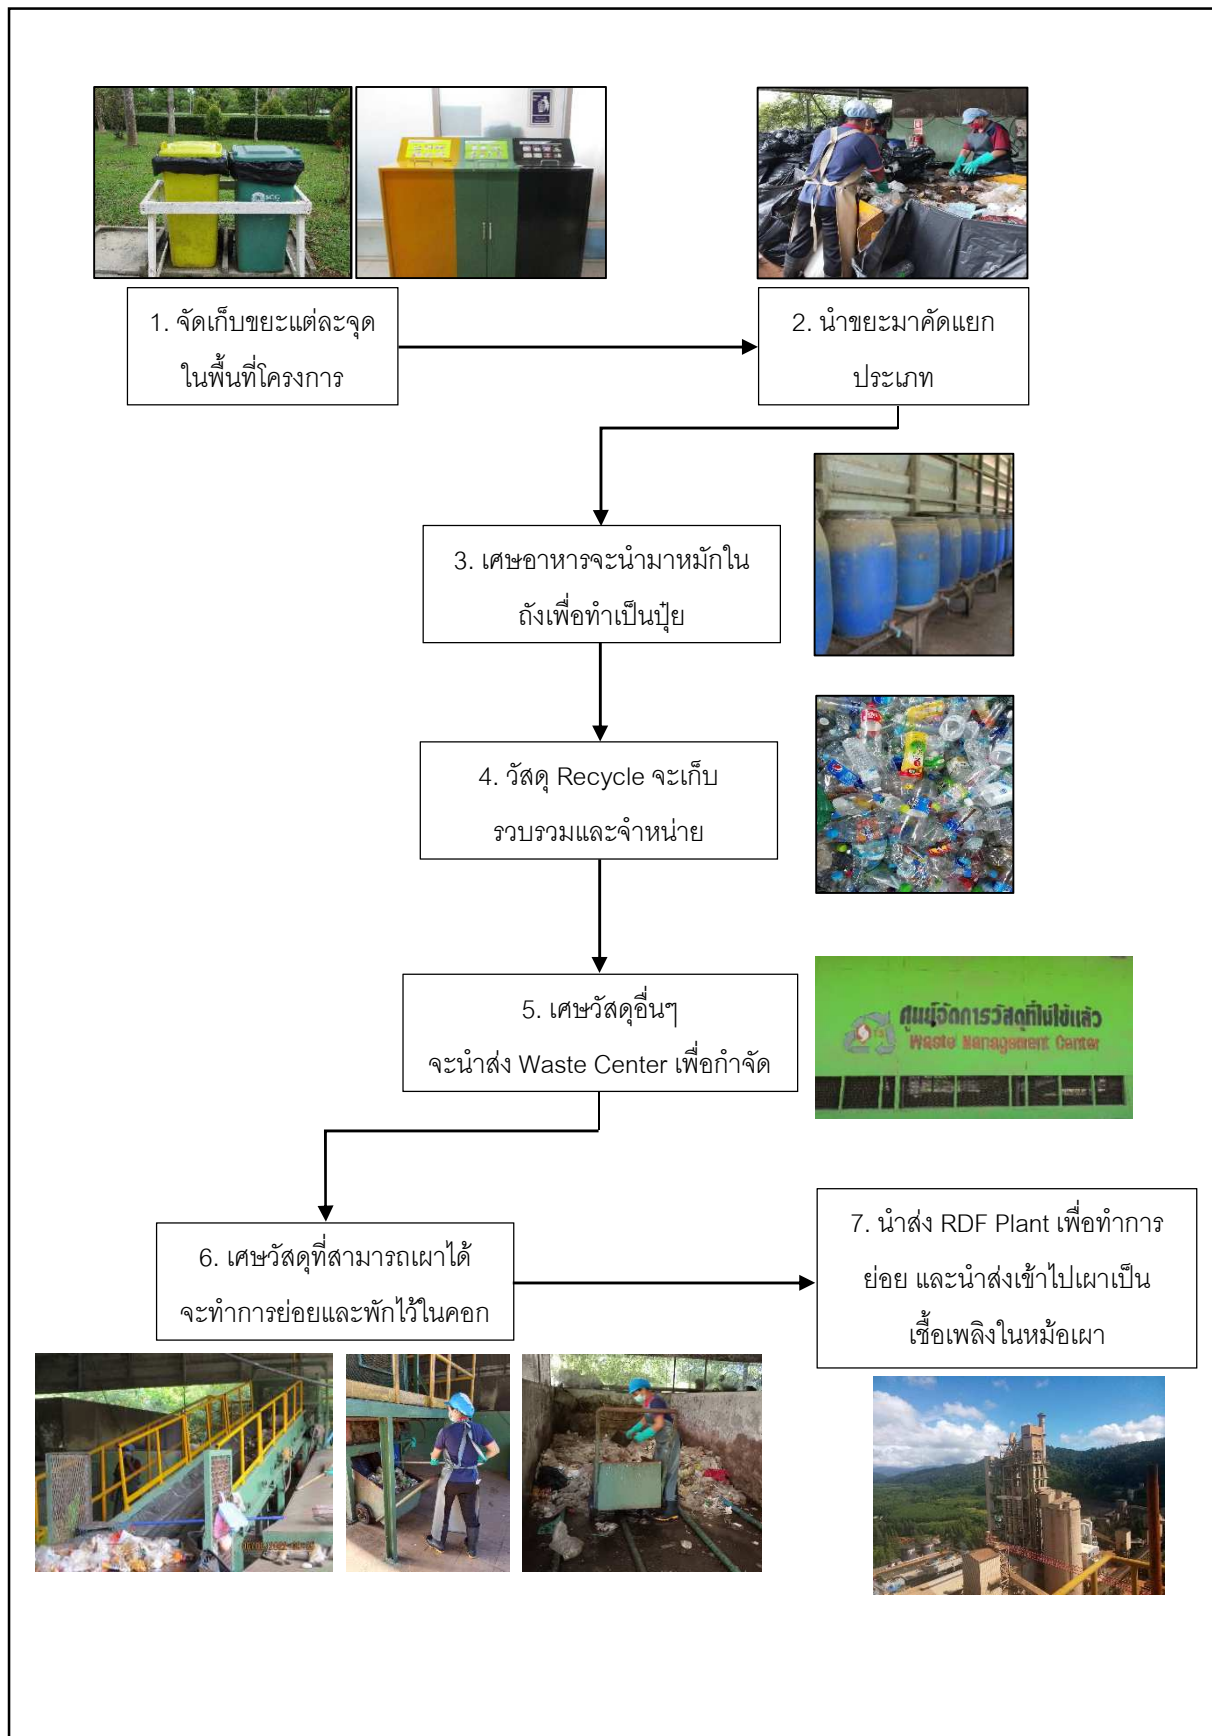 1. จัดเก็บขยะแต่ละจุด
ในพื้นที่โครงการ
2. นำขยะมาคัดแยก
ประเภท
3. เศษอาหารจะนำมาหมักใน
ถังเพื่อทำเป็นปุ๋ย
4. วัสดุ Recycle จะเก็บ
รวบรวมและจำหน่าย
5. เศษวัสดุอื่นๆ
จะนำส่ง Waste Center เพื่อกำจัด
ศูนย์จัดการวัสดุที่ไม่ใช้แล้ว
Waste Management Center
6. เศษวัสดุที่สามารถเผาได้
จะทำการย่อยและพักไว้ในคอก
7. นำส่ง RDF Plant เพื่อทำการ
ย่อย และนำส่งเข้าไปเผาเป็น
เชื้อเพลิงในหม้อเผา